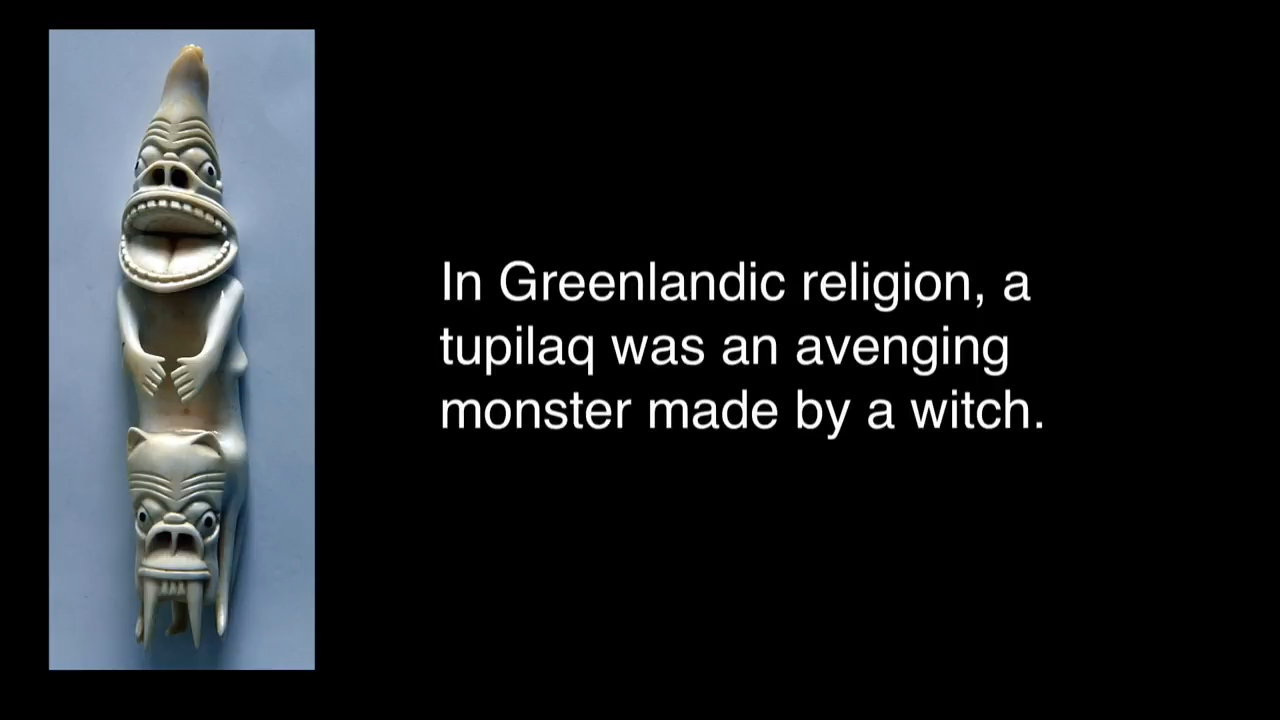 In Greenlandic religion, a
tupilaq was an avenging
monster made by a witch.